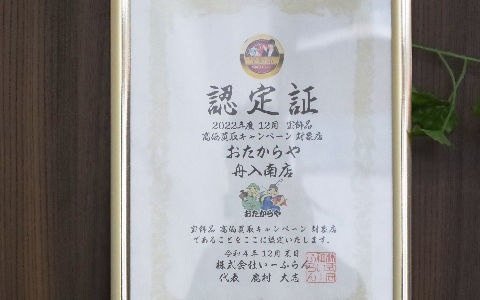 認定証
2022年度 12月 宝飾品
高価買取キャンペーン 対象店
おたからや
舟入南店
おたからや
宝飾品 高価買取キャンペーン 対象店
であることをここに認定いたします。
令和4年12月末日
株式会社いーふらん
代表 鹿村 大志